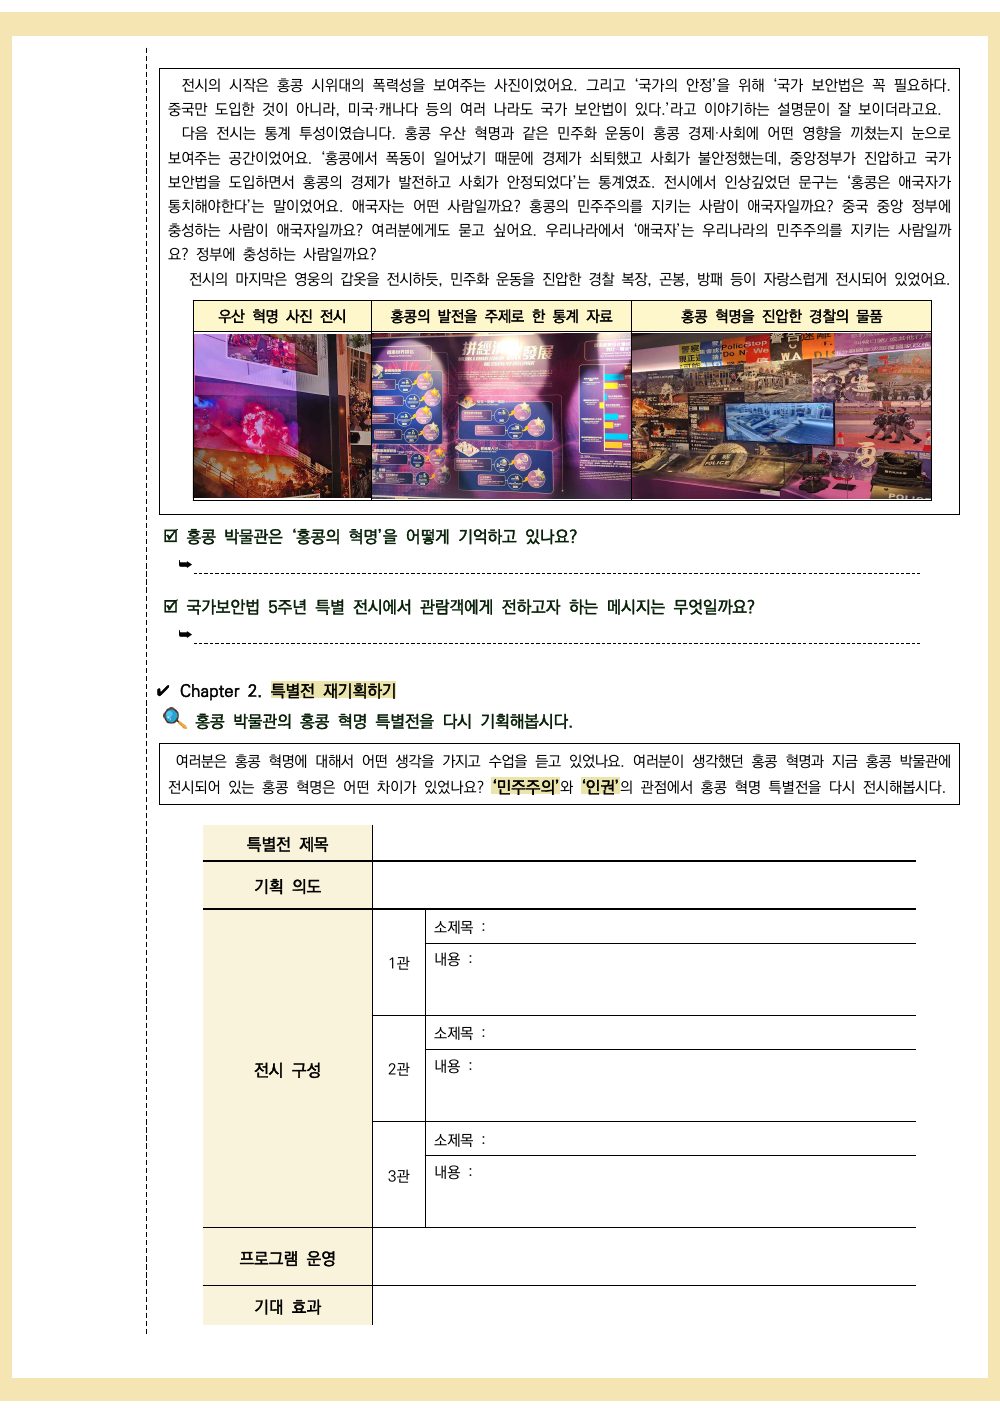 전시의 시작은 홍콩 시위대의 폭력성을 보여주는 사진이었어요. 그리고 ‘국가의 안정’을 위해 ‘국가 보안법은 꼭 필요하다.
중국만 도입한 것이 아니라, 미국·캐나다 등의 여러 나라도 국가 보안법이 있다.’라고 이야기하는 설명문이 잘 보이더라고요.
다음 전시는 통계 투성이였습니다. 홍콩 우산 혁명과 같은 민주화 운동이 홍콩 경제·사회에 어떤 영향을 끼쳤는지 눈으로
보여주는 공간이었어요. ‘홍콩에서 폭동이 일어났기 때문에 경제가 쇠퇴했고 사회가 불안정했는데, 중앙정부가 진압하고 국가
보안법을 도입하면서 홍콩의 경제가 발전하고 사회가 안정되었다’는 통계였죠. 전시에서 인상깊었던 문구는 ‘홍콩은 애국자가
통치해야한다’는 말이었어요. 애국자는 어떤 사람일까요? 홍콩의 민주주의를 지키는 사람이 애국자일까요? 중국 중앙 정부에
충성하는 사람이 애국자일까요? 여러분에게도 묻고 싶어요. 우리나라에서 ‘애국자’는 우리나라의 민주주의를 지키는 사람일까
요? 정부에 충성하는 사람일까요?
전시의 마지막은 영웅의 갑옷을 전시하듯, 민주화 운동을 진압한 경찰 복장, 곤봉, 방패 등이 자랑스럽게 전시되어 있었어요.
우산 혁명 사진 전시 홍콩의 발전을 주제로 한 통계 자료 홍콩 혁명을 진압한 경찰의 물품
POLICE
☑ 홍콩 박물관은 ‘홍콩의 혁명’을 어떻게 기억하고 있나요?
➥
☑ 국가보안법 5주년 특별 전시에서 관람객에게 전하고자 하는 메시지는 무엇일까요?
➥
✔ Chapter 2. 특별전 재기획하기
홍콩 박물관의 홍콩 혁명 특별전을 다시 기획해봅시다.
여러분은 홍콩 혁명에 대해서 어떤 생각을 가지고 수업을 듣고 있었나요. 여러분이 생각했던 홍콩 혁명과 지금 홍콩 박물관에
전시되어 있는 홍콩 혁명은 어떤 차이가 있었나요? ‘민주주의’와 ‘인권’의 관점에서 홍콩 혁명 특별전을 다시 전시해봅시다.
특별전 제목
기획 의도
전시 구성
1관
소제목 :
내용 :
2관
소제목 :
내용 :
3관
소제목 :
내용 :
프로그램 운영
기대 효과